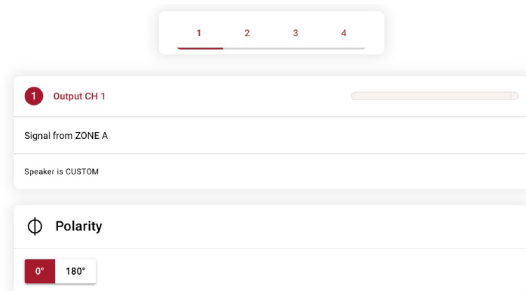 1 2 3 4
1 Output CH 1
Signal from ZONE A
Speaker is CUSTOM
Polarity
0° 180°